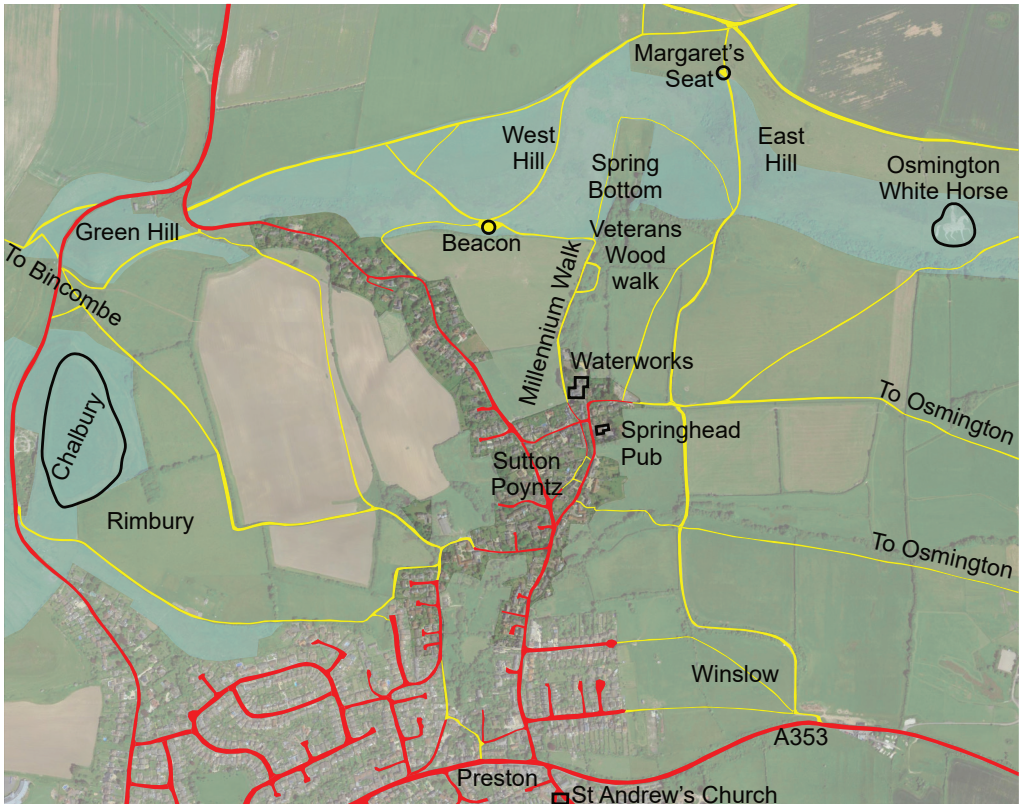 Margaret's
Seat
West
Hill
East
Hill
Spring
Bottom
Osmington
White Horse
Green Hill
Beacon
Veterans
Wood
walk
To Bincombe
Millennium Walk
Waterworks
Chalbury
To Osmington
Springhead
Pub
Sutton
Poyntz
Rimbury
To Osmington
Winslow
A353
Preston
St Andrew's Church